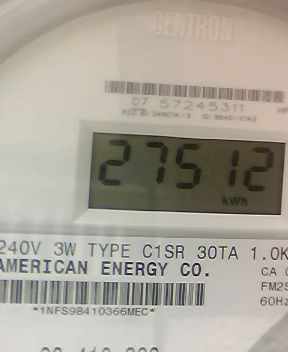 CENTRON®
07 57245311
27512
kWh
240V 3W TYPE C1SR 30TA 1.0K
AMERICAN ENERGY CO.
CA
FM2S
60Hz
*1NFS98410366MEC*